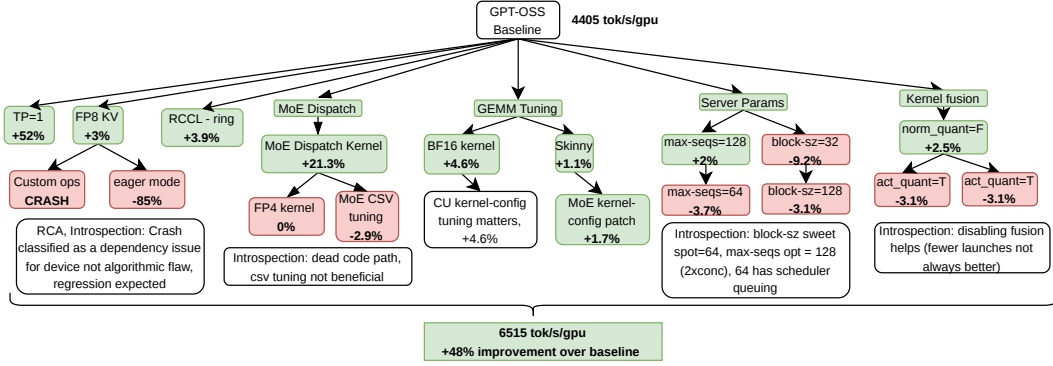 GPT-OSS
Baseline
4405 tok/s/gpu
TP=1
+52%
FP8 KV
+3%
RCCL - ring
+3.9%
MoE Dispatch
GEMM Tuning
Server Params
Kernel fusion
MoE Dispatch Kernel
+21.3%
BF16 kernel
+4.6%
Skinny
+1.1%
max-seqs=128
+2%
block-sz=32
-9.2%
norm_quant=F
+2.5%
Custom ops
CRASH
eager mode
-85%
FP4 kernel
0%
MoE CSV
tuning
-2.9%
CU kernel-config
tuning matters,
+4.6%
MoE kernel-
config patch
+1.7%
max-seqs=64
-3.7%
block-sz=128
-3.1%
act_quant=T
-3.1%
act_quant=T
-3.1%
RCA, Introspection: Crash
classified as a dependency issue
for device not algorithmic flaw,
regression expected
Introspection: dead code path,
csv tuning not beneficial
Introspection: block-sz sweet
spot=64, max-seqs opt = 128
(2xconc), 64 has scheduler
queuing
Introspection: disabling fusion
helps (fewer launches not
always better)
6515 tok/s/gpu
+48% improvement over baseline